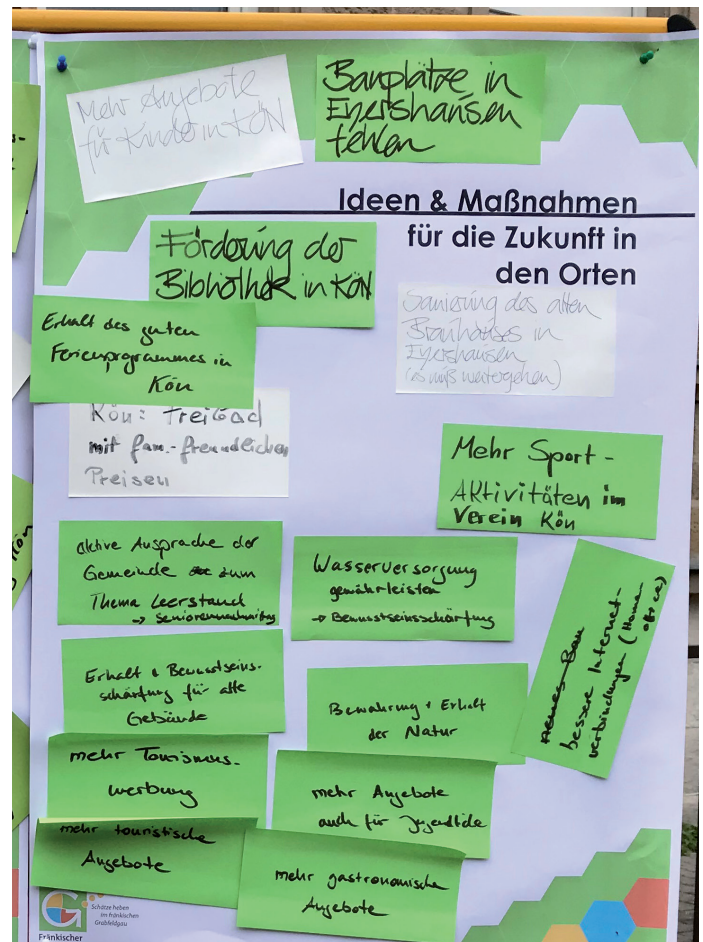 Mehr Angebote
für Kinder in KÖN
Bauplätze in
Eyershausen
fehlen
Ideen & Maßnahmen
für die Zukunft in
den Orten
Förderung der
Bibliothek in KÖN
Erhalt des guten
Ferienprogrammes in
Kön
Sanierung des alten
Brauhauses in
Eyershausen
(es muß weitergehen)
Kön: Freibad
mit fam.-freundlichen
Preisen
Mehr Sport-
Aktivitäten im
Verein Kön
aktive Ansprache der
Gemeinde zum
Thema Leerstand
→
Wasserversorgung
gewährleisten
→ Bewusstseinsschärfung
bessere Internet-
verbindungen (Home
office)
Erhalt + Bewusstseins-
schärfung für alte
Gebäude
Bewahrung + Erhalt
der Natur
mehr Tourismus-
werbung
mehr Angebote
auch für Jugendliche
mehr touristische
Angebote
mehr gastronomische
Angebote
Schätze heben
im fränkischen
Grabfeldgau
Fränkischer